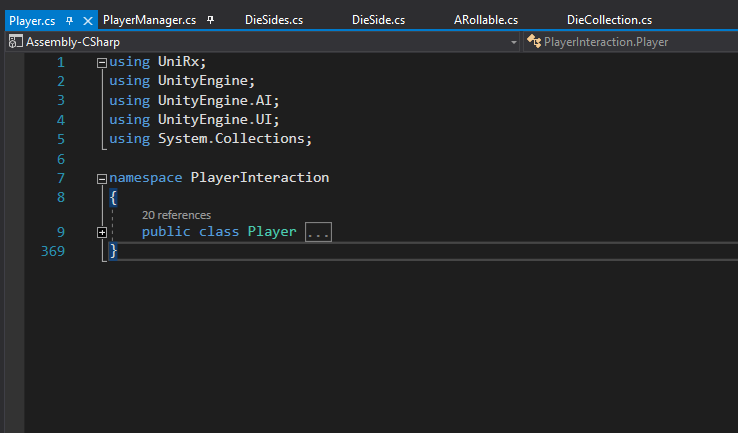 Player.cs PlayerManager.cs DieSides.cs DieSide.cs ARollable.cs DieCollection.cs
Assembly-CSharp PlayerInteraction.Player
1 using UniRx;
2 using UnityEngine;
3 using UnityEngine.AI;
4 using UnityEngine.UI;
5 using System.Collections;
6
7 namespace PlayerInteraction
8 {
20 references
9 public class Player ...
369 }